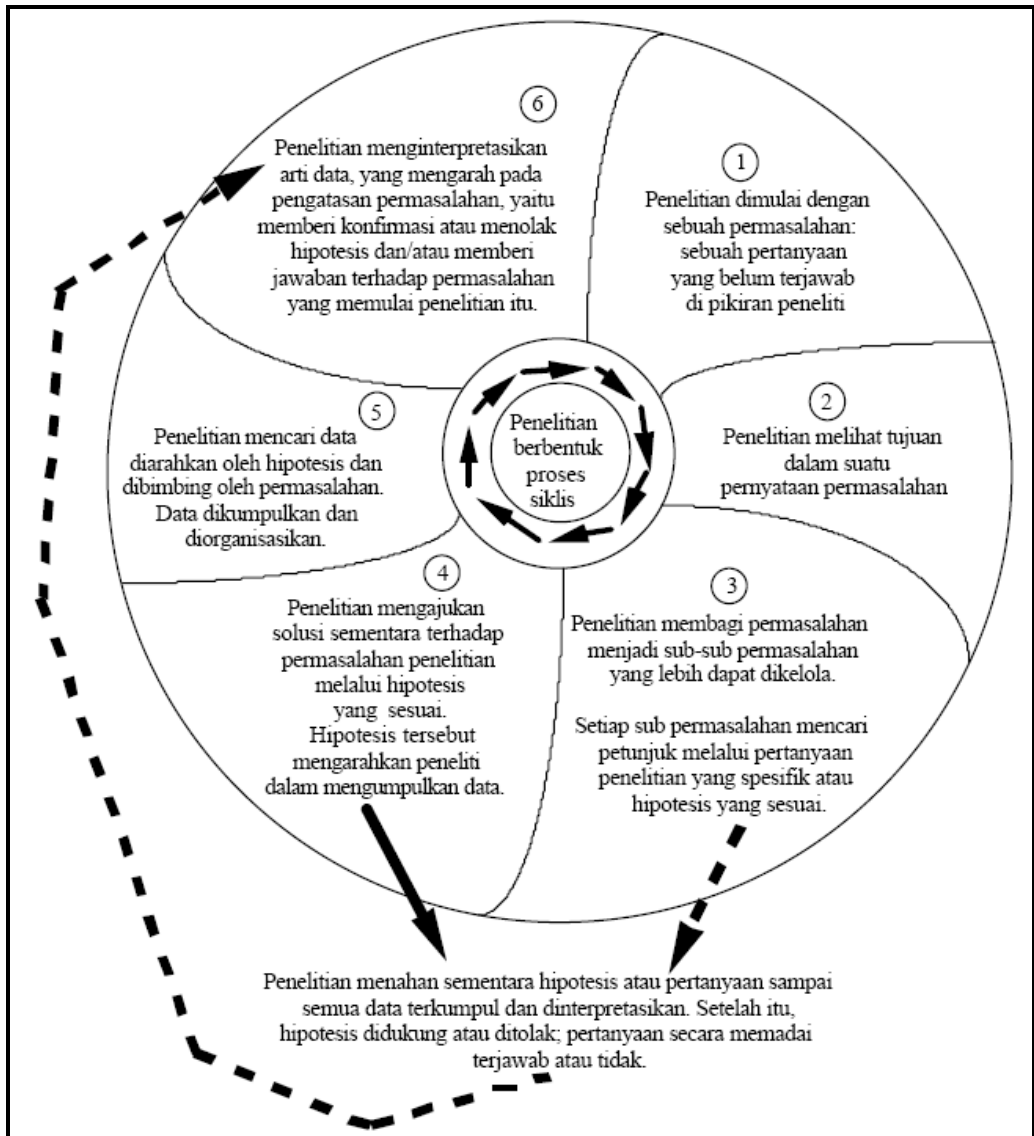 6
Penelitian menginterpretasikan
arti data, yang mengarah pada
pengatasan permasalahan, yaitu
memberi konfirmasi atau menolak
hipotesis dan/atau memberi
jawaban terhadap permasalahan
yang memulai penelitian itu.
1
Penelitian dimulai dengan
sebuah permasalahan:
sebuah pertanyaan
yang belum terjawab
di pikiran peneliti
2
Penelitian melihat tujuan
dalam suatu
pernyataan permasalahan
Penelitian
berbentuk
proses
siklis
5
Penelitian mencari data
diarahkan oleh hipotesis dan
dibimbing oleh permasalahan.
Data dikumpulkan dan
diorganisasikan.
4
Penelitian mengajukan
solusi sementara terhadap
permasalahan penelitian
melalui hipotesis
yang sesuai.
Hipotesis tersebut
mengarahkan peneliti
dalam mengumpulkan data.
3
Penelitian membagi permasalahan
menjadi sub-sub permasalahan
yang lebih dapat dikelola.
Setiap sub permasalahan mencari
petunjuk melalui pertanyaan
penelitian yang spesifik atau
hipotesis yang sesuai.
Penelitian menahan sementara hipotesis atau pertanyaan sampai
semua data terkumpul dan dinterpretasikan. Setelah itu,
hipotesis didukung atau ditolak; pertanyaan secara memadai
terjawab atau tidak.